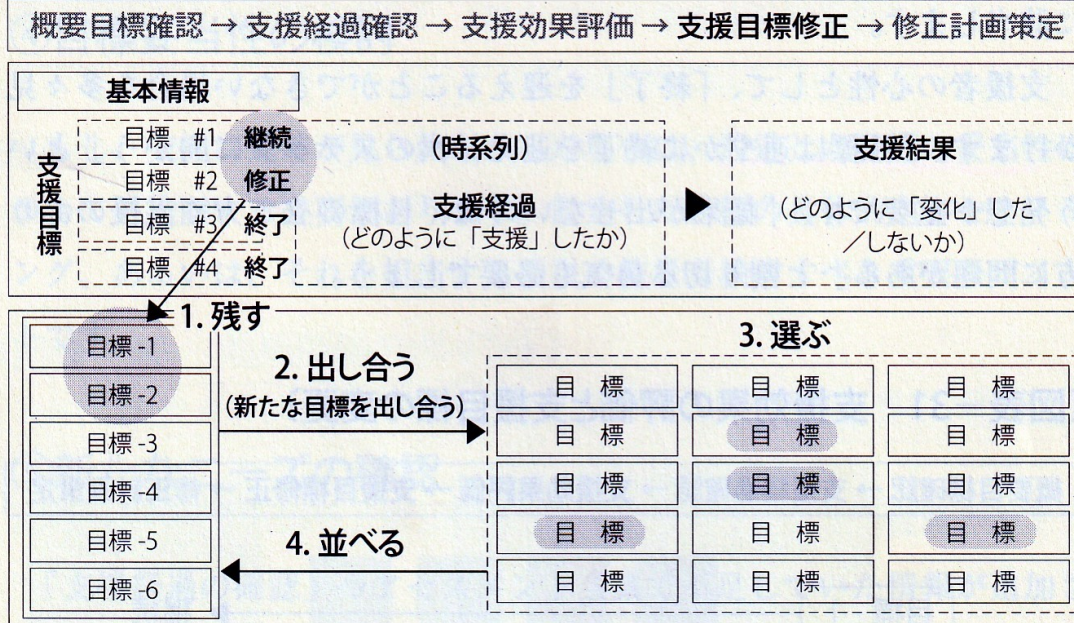 概要目標確認 → 支援経過確認 → 支援効果評価 → 支援目標修正 → 修正計画策定
基本情報
支援目標
目標 #1 継続
目標 #2 修正
目標 #3 終了
目標 #4 終了
(時系列)
支援経過
(どのように「支援」したか)
支援結果
(どのように「変化」した
／しないか)
1. 残す
目標 -1
目標 -2
目標 -3
目標 -4
目標 -5
目標 -6
2. 出し合う
(新たな目標を出し合う)
3. 選ぶ
目 標 目 標 目 標
目 標 目 標 目 標
目 標 目 標 目 標
目 標 目 標 目 標
目 標 目 標 目 標
4. 並べる